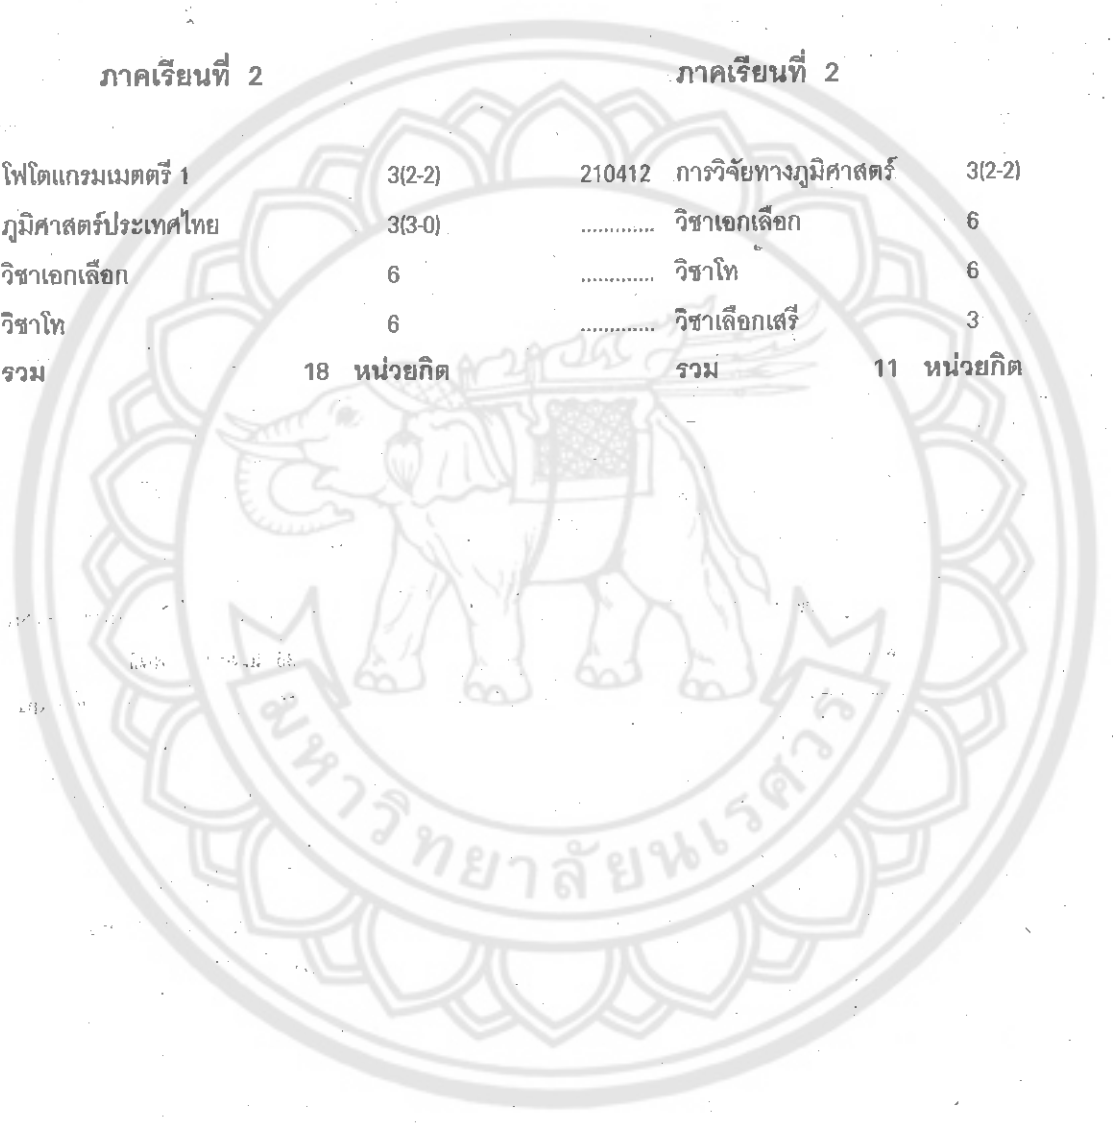 ภาคเรียนที่ 2
โฟโตแกรมเมตตรี 1 3(2-2)
ภูมิศาสตร์ประเทศไทย 3(3-0)
วิชาเอกเลือก 6
วิชาโท 6
รวม 18 หน่วยกิต
ภาคเรียนที่ 2
210412 การวิจัยทางภูมิศาสตร์ 3(2-2)
............. วิชาเอกเลือก 6
............. วิชาโท 6
............. วิชาเลือกเสรี 3
รวม 11 หน่วยกิต
มหาวิทยาลัยนเรศวร